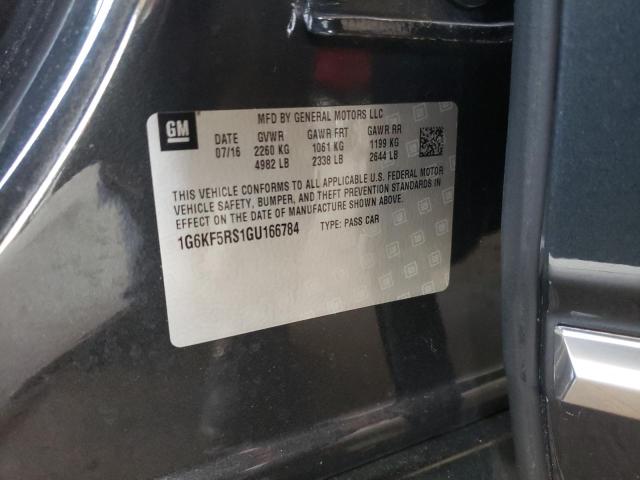 GM
MFD BY GENERAL MOTORS LLC
DATE GVWR GAWR FRT GAWR RR
07/16 2260 KG 1061 KG 1199 KG
4982 LB 2338 LB 2644 LB
THIS VEHICLE CONFORMS TO ALL APPLICABLE U.S. FEDERAL MOTOR
VEHICLE SAFETY, BUMPER, AND THEFT PREVENTION STANDARDS IN
EFFECT ON THE DATE OF MANUFACTURE SHOWN ABOVE.
1G6KF5RS1GU166784 TYPE: PASS CAR